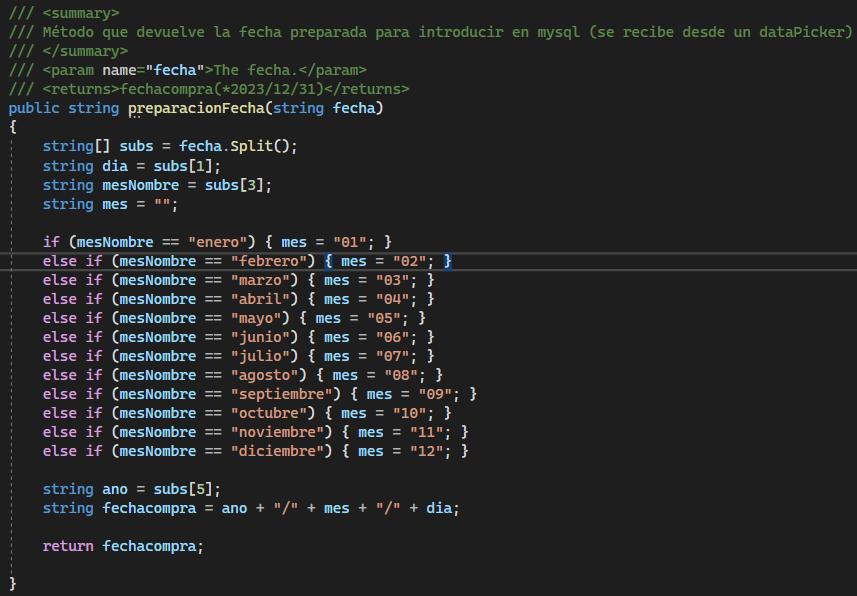 /// <summary>
/// Método que devuelve la fecha preparada para introducir en mysql (se recibe desde un dataPicker)
/// </summary>
/// <param name="fecha">The fecha.</param>
/// <returns>fechacompra(*2023/12/31)</returns>
public string preparacionFecha(string fecha)
{
    string[] subs = fecha.Split();
    string dia = subs[1];
    string mesNombre = subs[3];
    string mes = "";

    if (mesNombre == "enero") { mes = "01"; }
    else if (mesNombre == "febrero") { mes = "02"; }
    else if (mesNombre == "marzo") { mes = "03"; }
    else if (mesNombre == "abril") { mes = "04"; }
    else if (mesNombre == "mayo") { mes = "05"; }
    else if (mesNombre == "junio") { mes = "06"; }
    else if (mesNombre == "julio") { mes = "07"; }
    else if (mesNombre == "agosto") { mes = "08"; }
    else if (mesNombre == "septiembre") { mes = "09"; }
    else if (mesNombre == "octubre") { mes = "10"; }
    else if (mesNombre == "noviembre") { mes = "11"; }
    else if (mesNombre == "diciembre") { mes = "12"; }

    string ano = subs[5];
    string fechacompra = ano + "/" + mes + "/" + dia;

    return fechacompra;

}